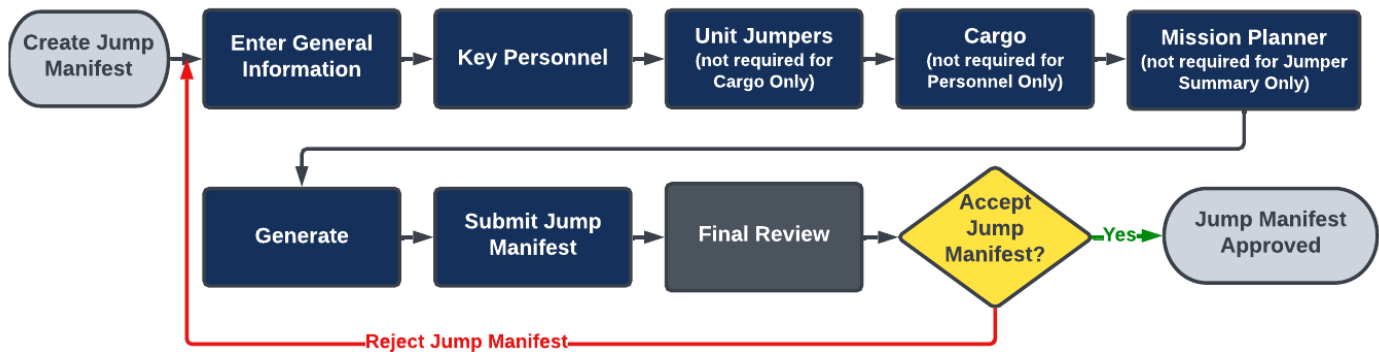 Create Jump
Manifest
Enter General
Information
Key Personnel
Unit Jumpers
(not required for
Cargo Only)
Cargo
(not required for
Personnel Only)
Mission Planner
(not required for Jumper
Summary Only)
Generate
Submit Jump
Manifest
Final Review
Accept
Jump
Manifest?
Yes
Jump Manifest
Approved
Reject Jump Manifest